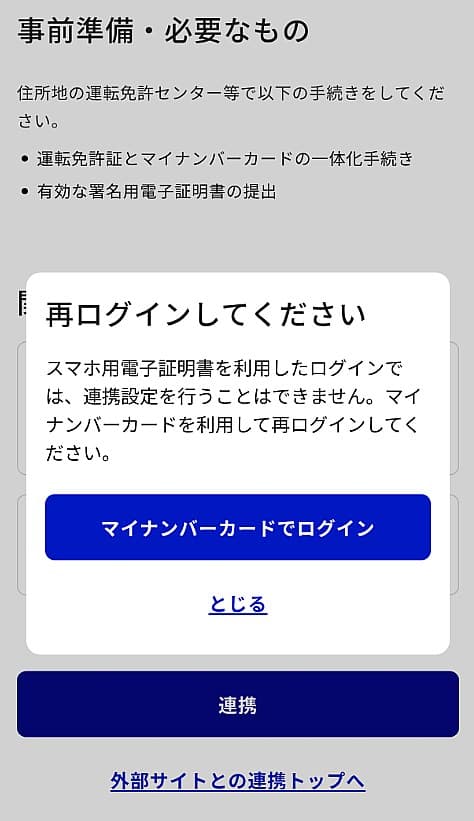 事前準備・必要なもの
住所地の運転免許センター等で以下の手続きをしてくだ
さい。
• 運転免許証とマイナンバーカードの一体化手続き
• 有効な署名用電子証明書の提出
再ログインしてください
スマホ用電子証明書を利用したログインで
は、連携設定を行うことはできません。マイ
ナンバーカードを利用して再ログインしてく
ださい。
マイナンバーカードでログイン
とじる
連携
外部サイトとの連携トップへ